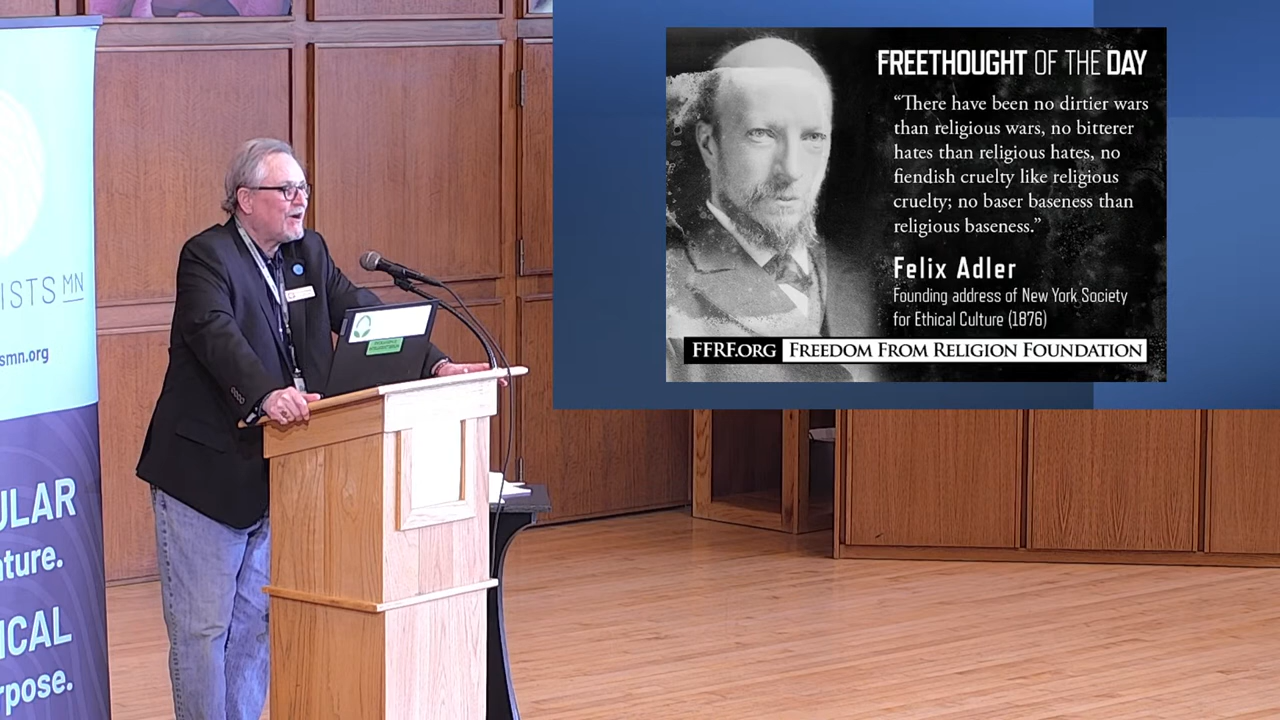 ISTS MN
smn.org
ULAR
ature.
ICAL
rpose.
FREETHOUGHT OF THE DAY
“There have been no dirtier wars
than religious wars, no bitterer
hates than religious hates, no
fiendish cruelty like religious
cruelty; no baser baseness than
religious baseness.”
Felix Adler
Founding address of New York Society
for Ethical Culture (1876)
FFRF.ORG FREEDOM FROM RELIGION FOUNDATION